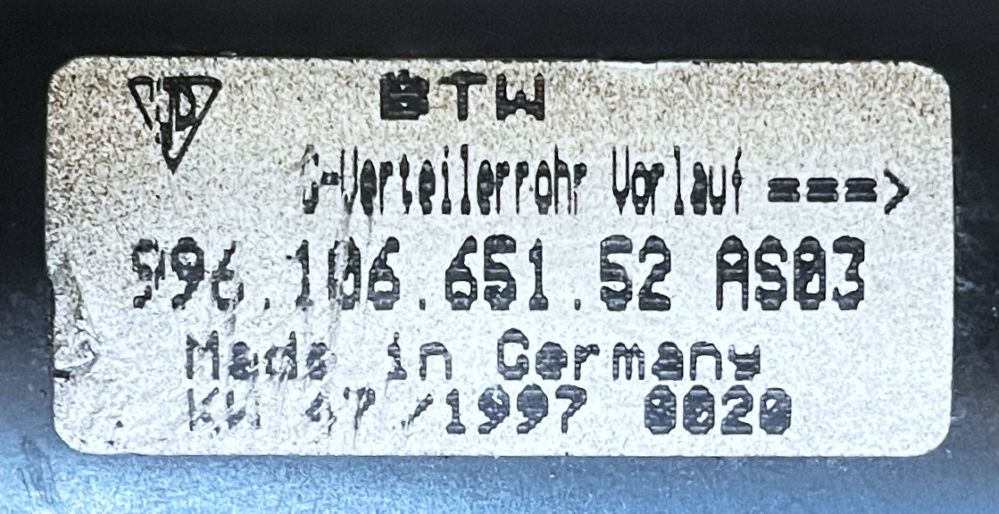 BTW
G-Verteilerrohr Vorlauf ===>
996.106.651.52 AS03
Made in Germany
KW 47/1997 0020